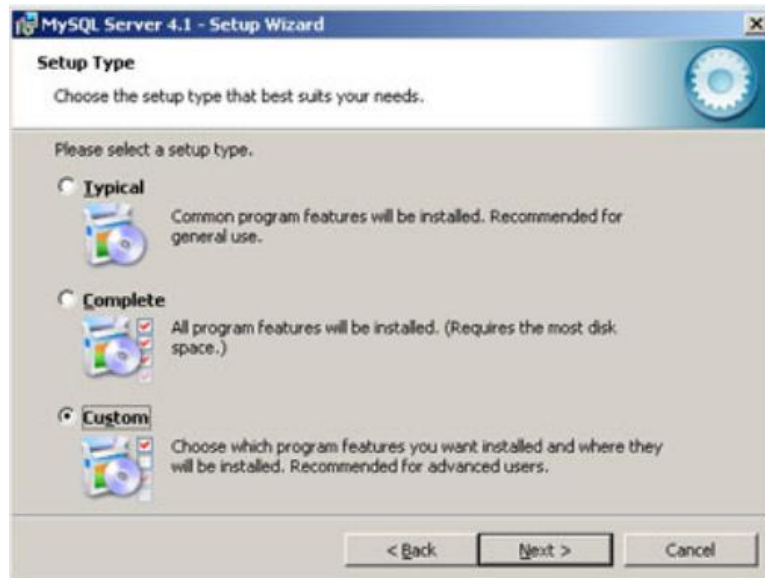 MySQL Server 4.1 - Setup Wizard
Setup Type
Choose the setup type that best suits your needs.
Please select a setup type.
Typical
Common program features will be installed. Recommended for
general use.
Complete
All program features will be installed. (Requires the most disk
space.)
Custom
Choose which program features you want installed and where they
will be installed. Recommended for advanced users.
< Back Next > Cancel